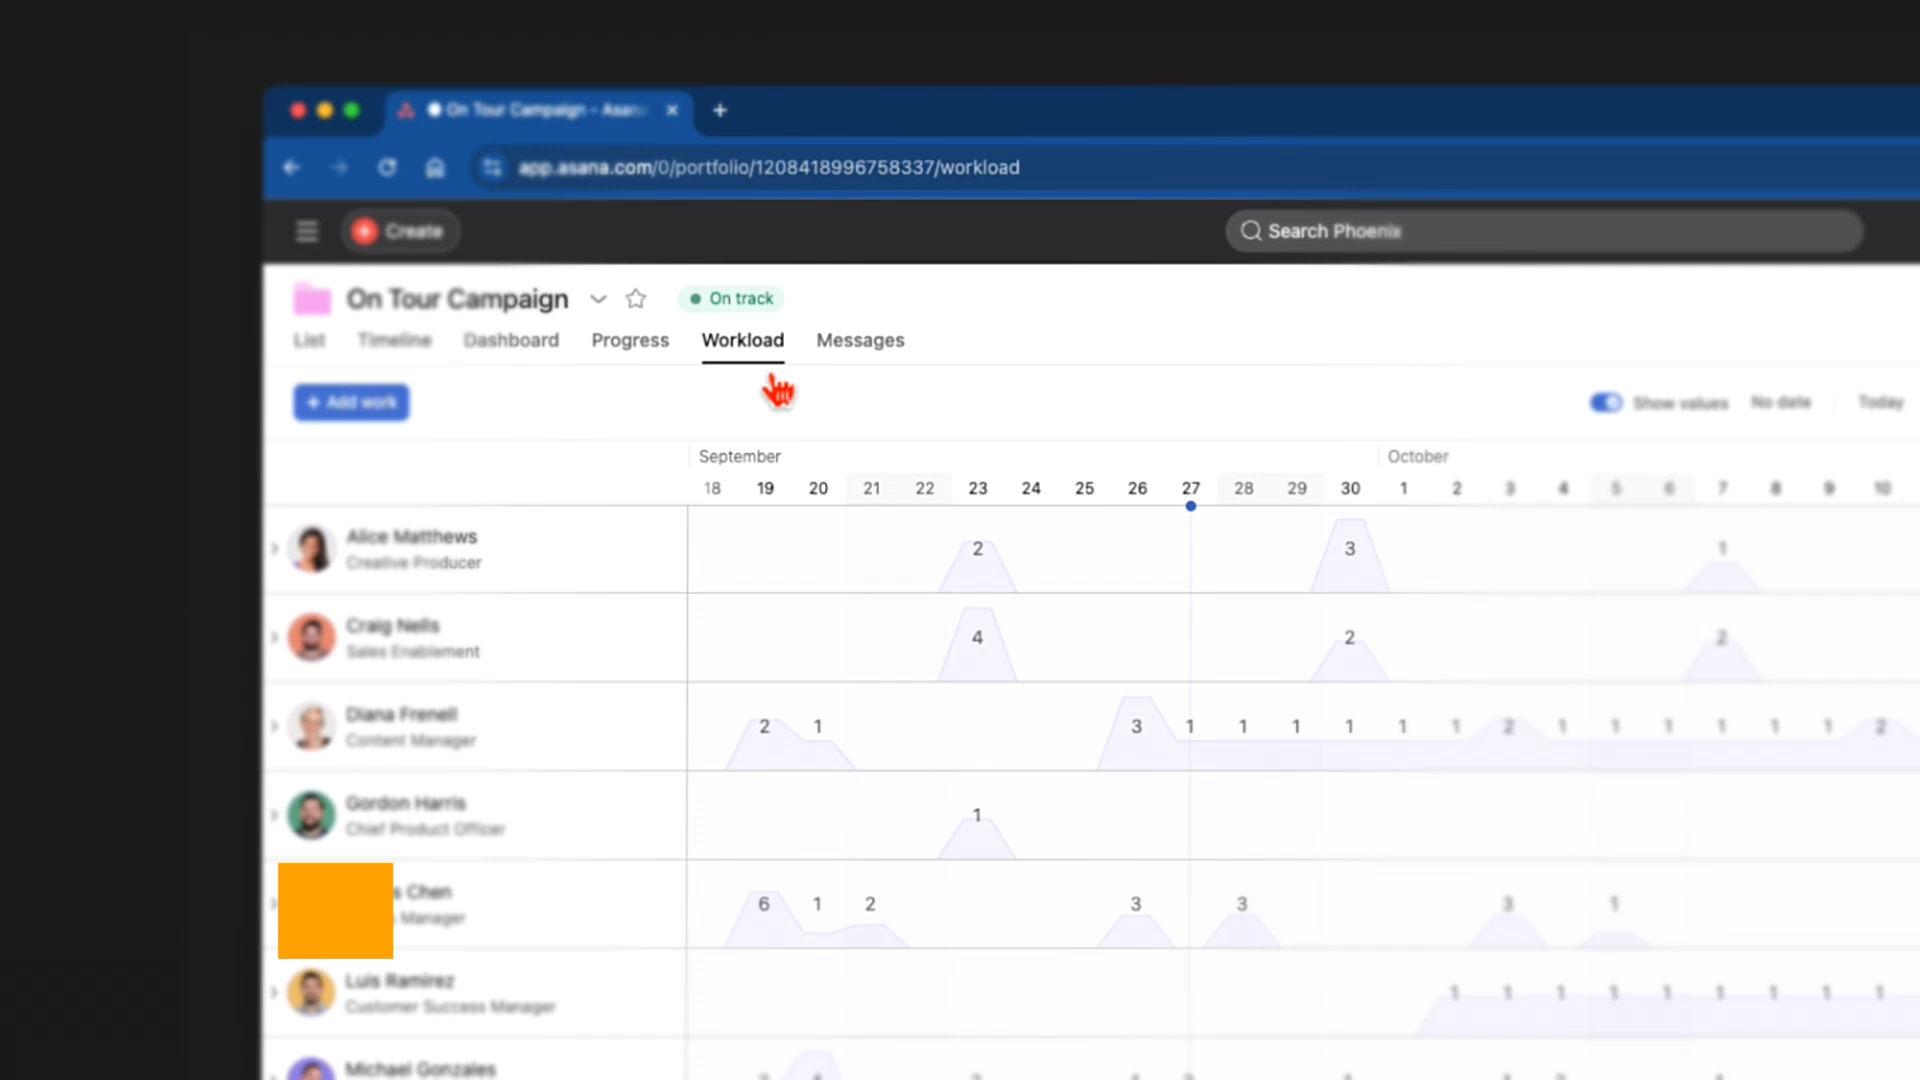 On Tour Campaign - Asan
app.asana.com/0/portfolio/1208418996758337/workload
Create
Search Phoenix
On Tour Campaign
On track
List Timeline Dashboard Progress Workload Messages
+ Add work
Show values No date Today
September October
18 19 20 21 22 23 24 25 26 27 28 29 30 1 2 3 4 5 6 7 8 9 10
Alice Matthews
Creative Producer
2 3 1
Craig Nells
Sales Enablement
4 2 2
Diana Frenell
Content Manager
2 1 3 1 1 1 1 1 1 2 1 1 1 1 1 1 2
Gordon Harris
Chief Product Officer
1
Chen
Manager
6 1 2 3 3 3 1
Luis Ramirez
Customer Success Manager
1 1 1 1 1 1 1 1 1
Michael Gonzales